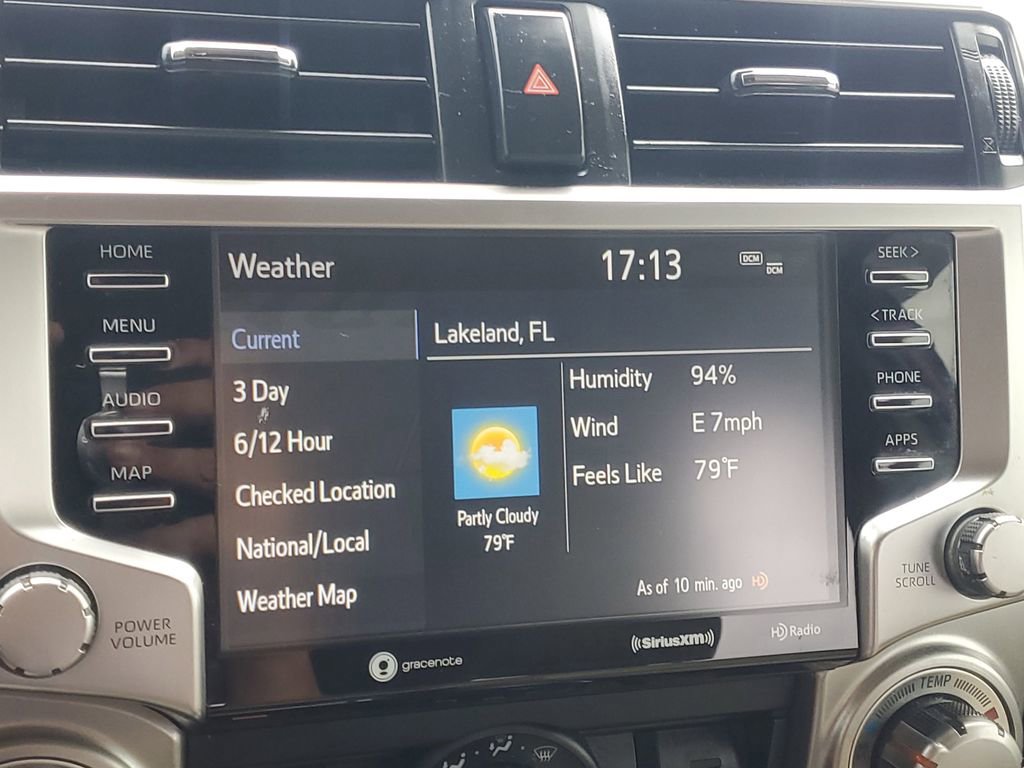 HOME
MENU
AUDIO
MAP
POWER
VOLUME
Weather
17:13
DCM
DCM
Current
3 Day
6/12 Hour
Checked Location
National/Local
Weather Map
Lakeland, FL
Partly Cloudy
79°F
Humidity 94%
Wind E 7mph
Feels Like 79°F
As of 10 min. ago HD
gracenote
((SiriusXM))
HD Radio
SEEK >
< TRACK
PHONE
APPS
TUNE
SCROLL
TEMP